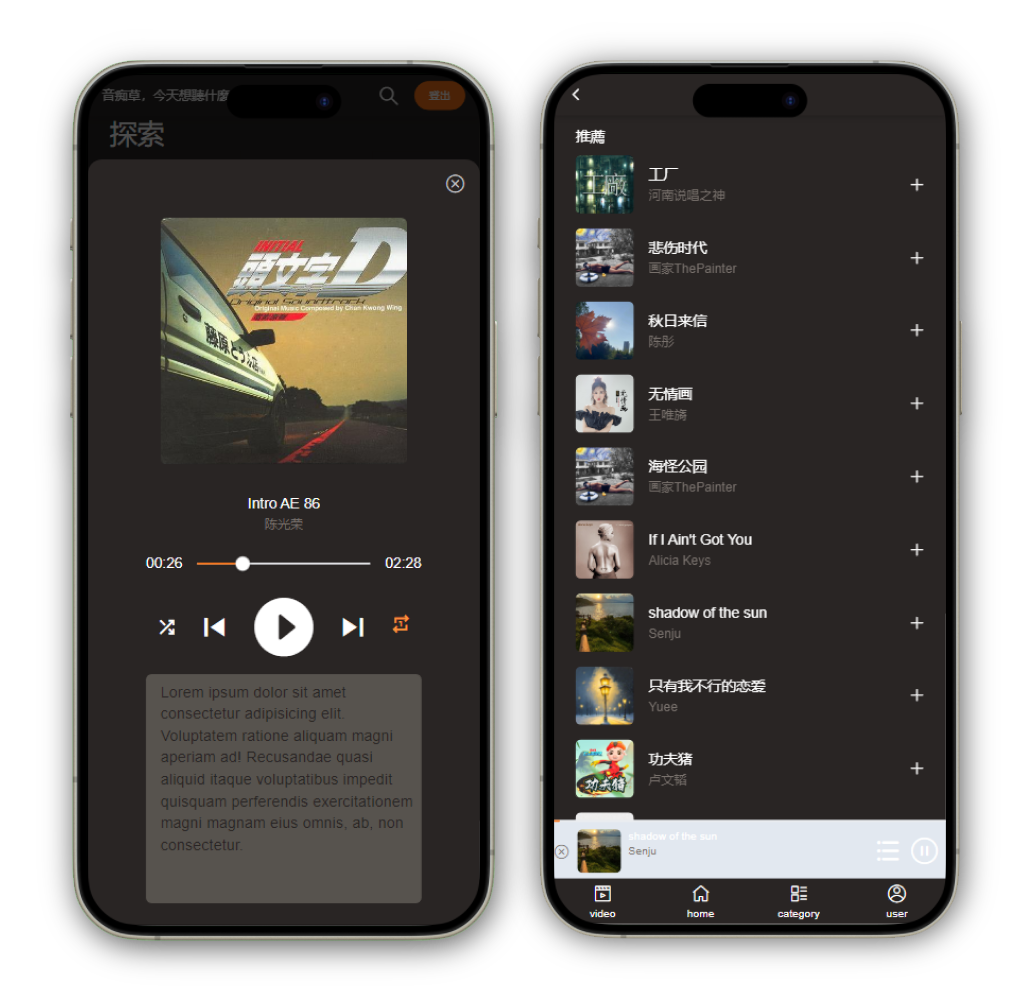 音痴草，今天想聽什麼
登出
探索
INITIAL
頭文字D
Original Soundtrack
Original Music Composed by Chan Kwong Wing
藤原とうふ店
Intro AE 86
陈光荣
00:26
02:28
1
Lorem ipsum dolor sit amet
consectetur adipisicing elit.
Voluptatem ratione aliquam magni
aperiam ad! Recusandae quasi
aliquid itaque voluptatibus impedit
quisquam perferendis exercitationem
magni magnam eius omnis, ab, non
consectetur.
推薦
工厂
河南说唱之神
悲伤时代
画家ThePainter
秋日来信
陈彤
无情画
王唯旖
海怪公园
画家ThePainter
If I Ain't Got You
Alicia Keys
shadow of the sun
Senju
只有我不行的恋爱
Yuee
功夫猪
卢文韬
shadow of the sun
Senju
video
home
category
user